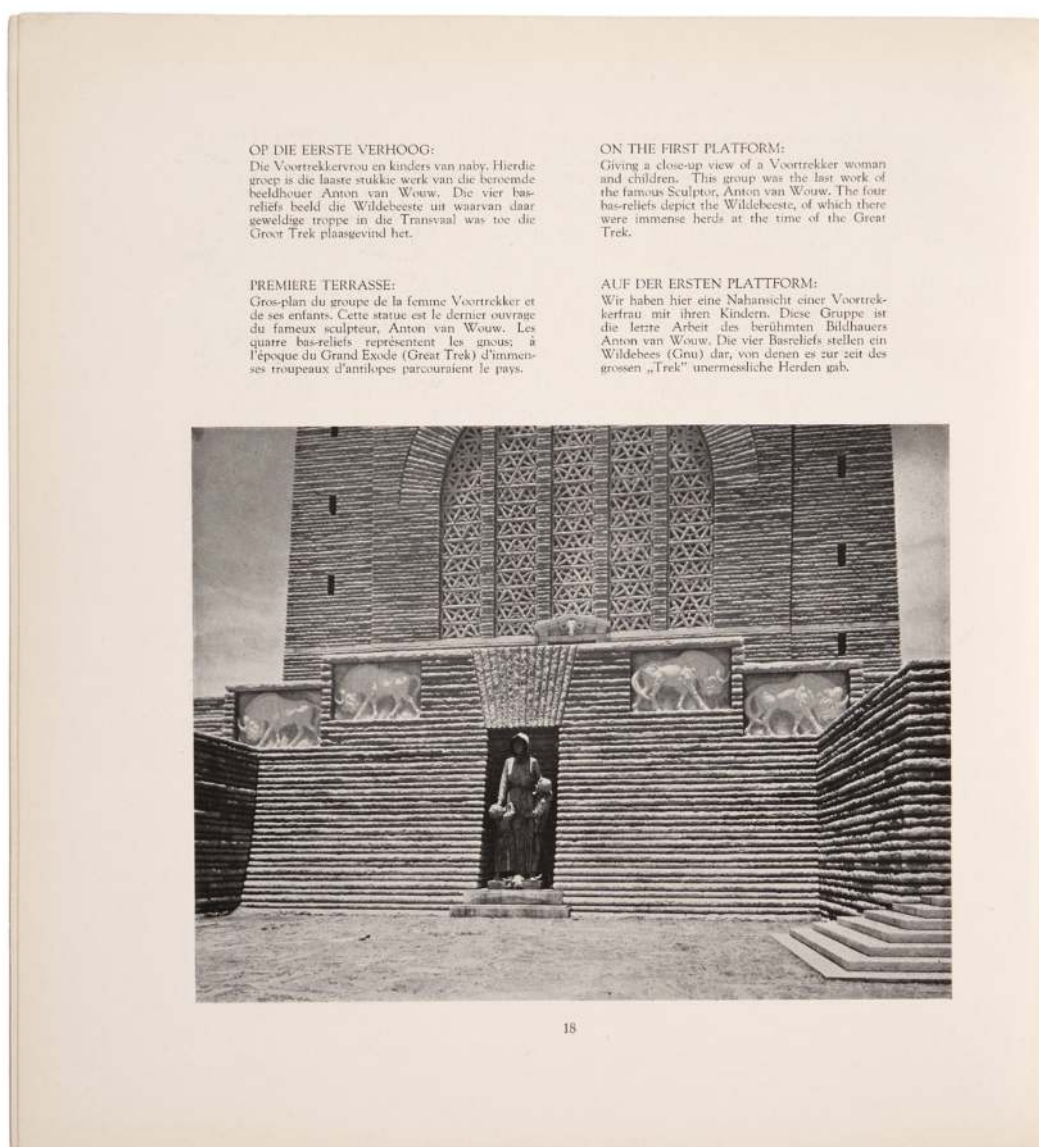 OP DIE EERSTE VERHOOG:
Die Voortrekkervrou en kinders van naby. Hierdie
groep is die laaste stukkie werk van die beroemde
beeldhouer Anton van Wouw. Die vier bas-
reliëfs beeld die Wildebeeste uit waarvan daar
geweldige troppe in die Transvaal was toe die
Groot Trek plaasgevind het.
ON THE FIRST PLATFORM:
Giving a close-up view of a Voortrekker woman
and children. This group was the last work of
the famous Sculptor, Anton van Wouw. The four
bas-reliefs depict the Wildebeeste, of which there
were immense herds at the time of the Great
Trek.
PREMIERE TERRASSE:
Gros-plan du groupe de la femme Voortrekker et
de ses enfants. Cette statue est le dernier ouvrage
du fameux sculpteur, Anton van Wouw. Les
quatre bas-reliefs représentent les gnous; à
l'époque du Grand Exode (Great Trek) d'immen-
ses troupeaux d'antilopes parcouraient le pays.
AUF DER ERSTEN PLATTFORM:
Wir haben hier eine Nahansicht einer Voortrek-
kerfrau mit ihren Kindern. Diese Gruppe ist
die letzte Arbeit des berühmten Bildhauers
Anton van Wouw. Die vier Basreliefs stellen ein
Wildebees (Gnu) dar, von denen es zur zeit des
grossen „Trek" unermessliche Herden gab.
18